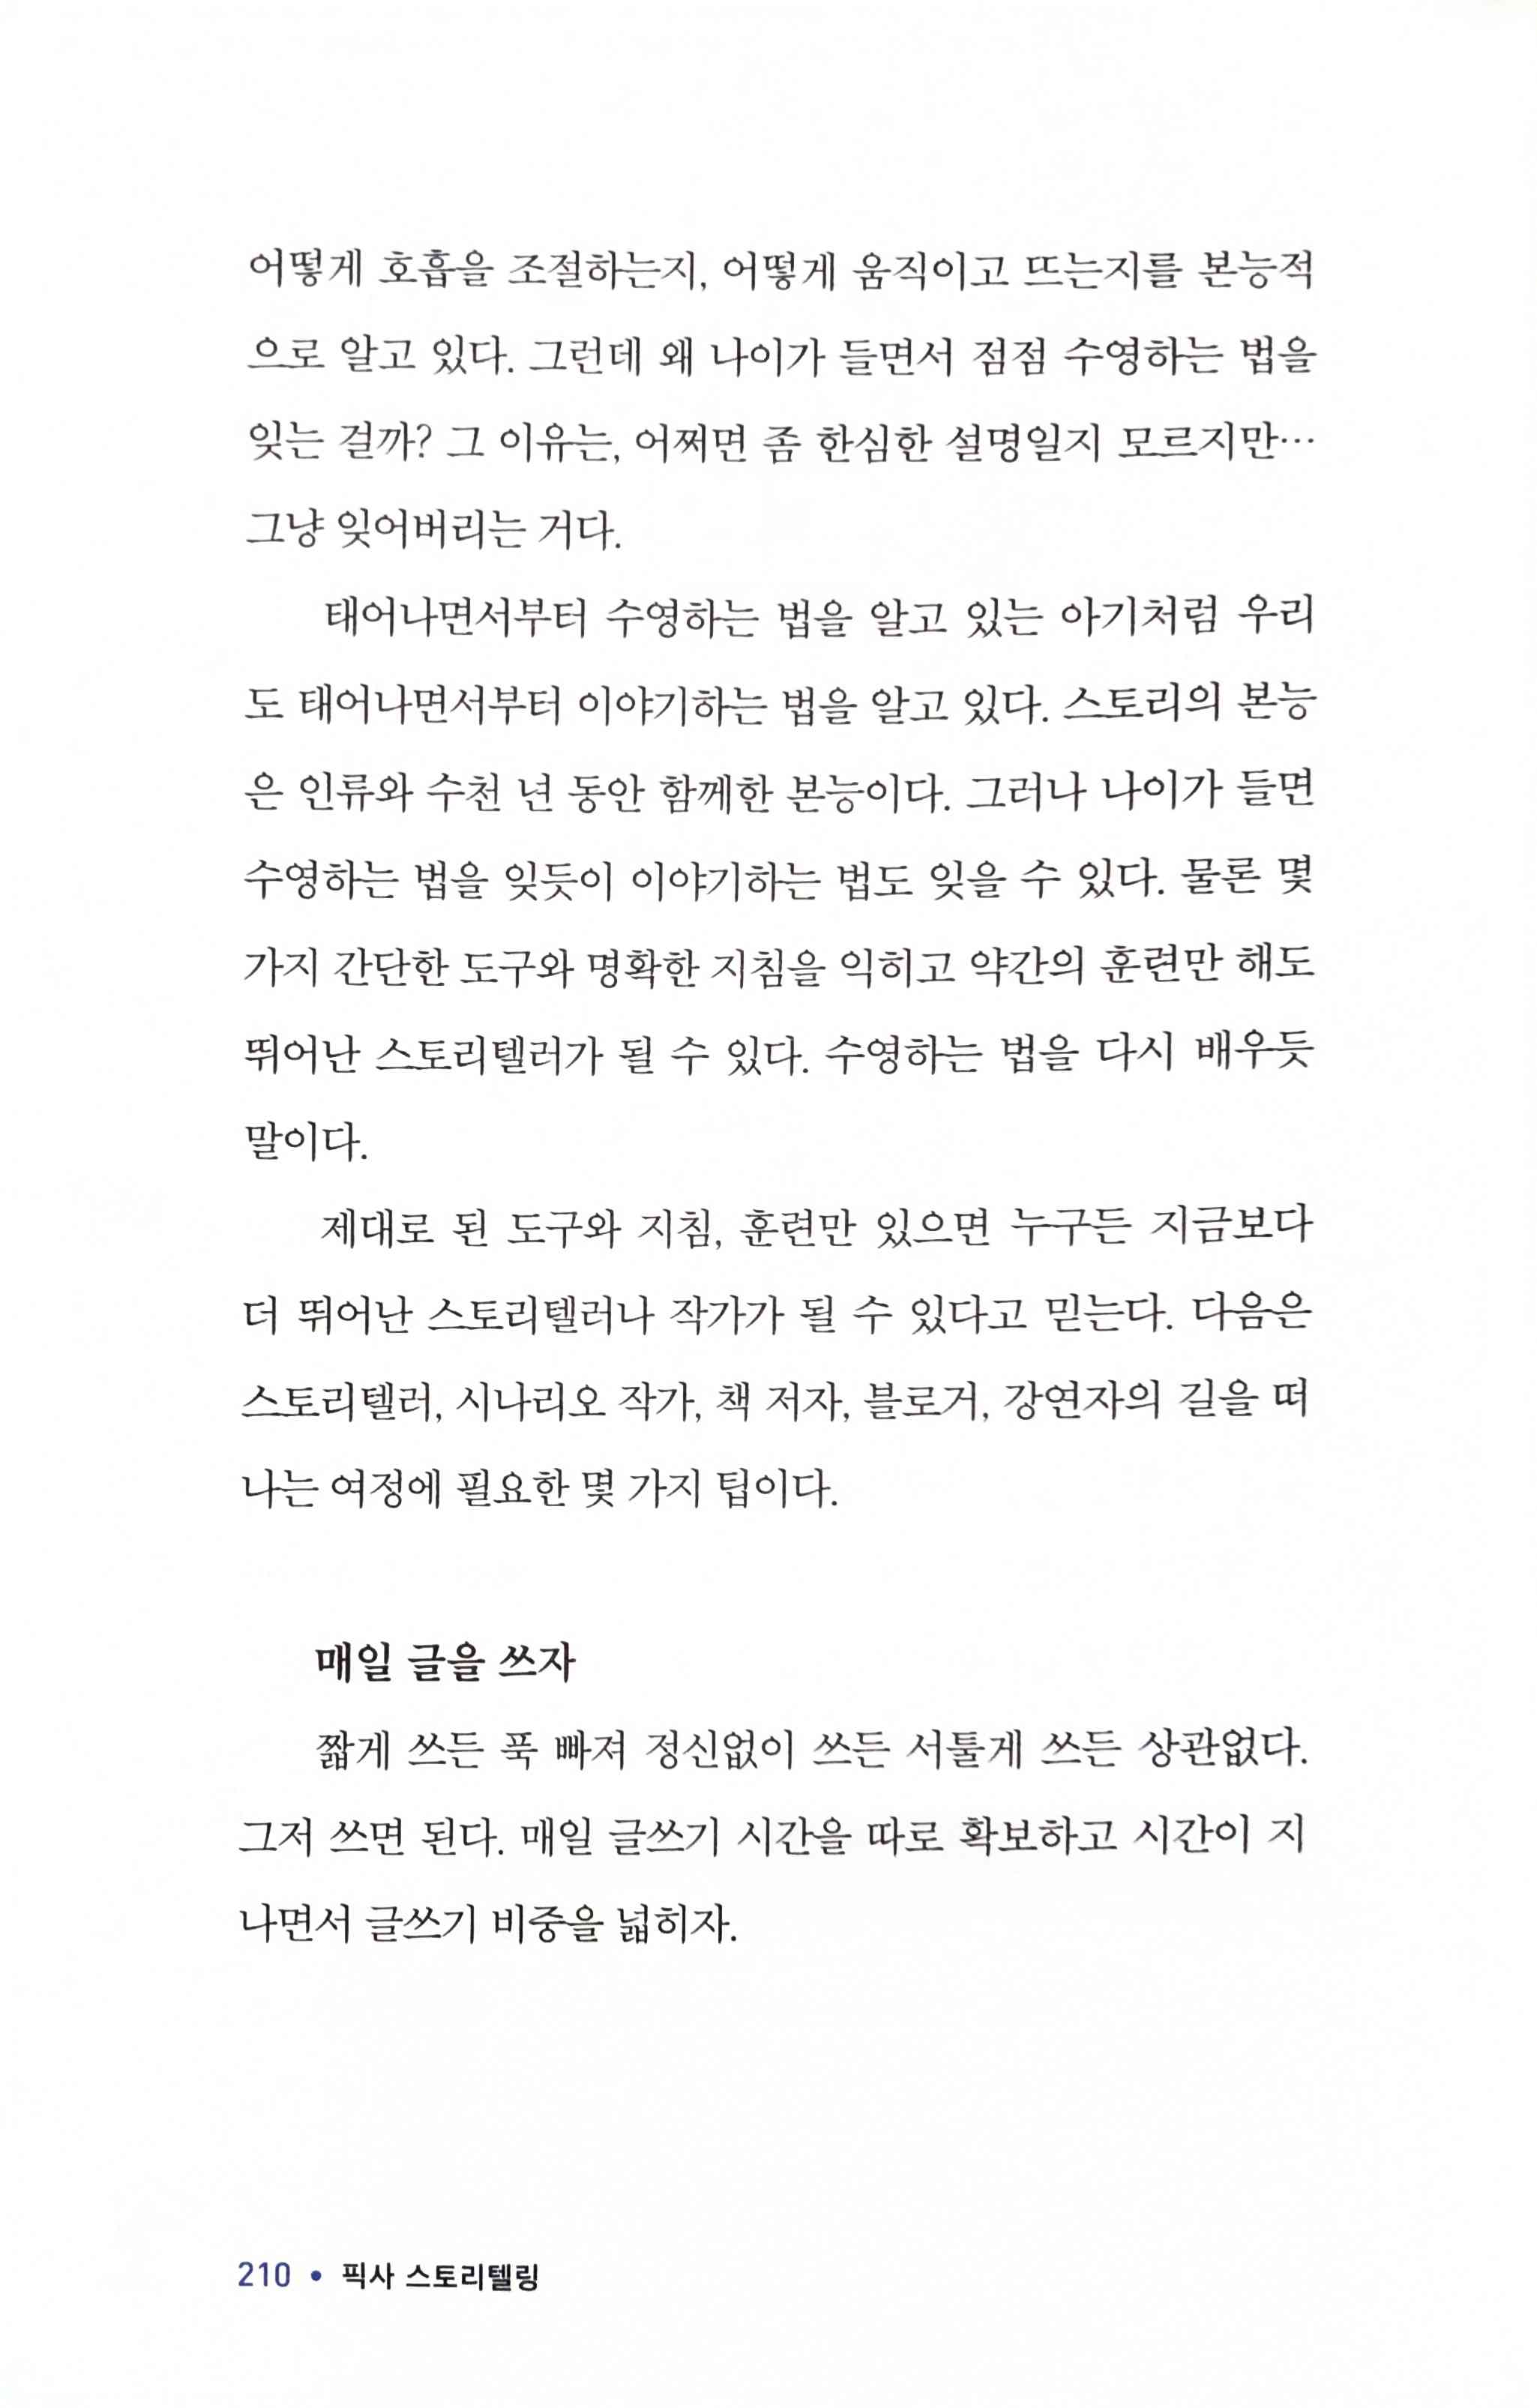 어떻게 호흡을 조절하는지, 어떻게 움직이고 뜨는지를 본능적
으로 알고 있다. 그런데 왜 나이가 들면서 점점 수영하는 법을
잊는 걸까? 그 이유는, 어쩌면 좀 한심한 설명일지 모르지만…
그냥 잊어버리는 거다.
태어나면서부터 수영하는 법을 알고 있는 아기처럼 우리
도 태어나면서부터 이야기하는 법을 알고 있다. 스토리의 본능
은 인류와 수천 년 동안 함께한 본능이다. 그러나 나이가 들면
수영하는 법을 잊듯이 이야기하는 법도 잊을 수 있다. 물론 몇
가지 간단한 도구와 명확한 지침을 익히고 약간의 훈련만 해도
뛰어난 스토리텔러가 될 수 있다. 수영하는 법을 다시 배우듯
말이다.
제대로 된 도구와 지침, 훈련만 있으면 누구든 지금보다
더 뛰어난 스토리텔러나 작가가 될 수 있다고 믿는다. 다음은
스토리텔러, 시나리오 작가, 책 저자, 블로거, 강연자의 길을 떠
나는 여정에 필요한 몇 가지 팁이다.
매일 글을 쓰자
짧게 쓰든 푹 빠져 정신없이 쓰든 서툴게 쓰든 상관없다.
그저 쓰면 된다. 매일 글쓰기 시간을 따로 확보하고 시간이 지
나면서 글쓰기 비중을 넓히자.
210 • 픽사 스토리텔링